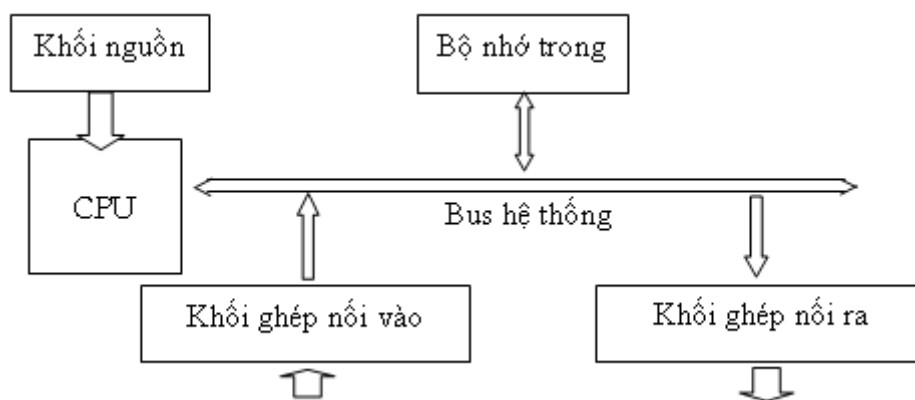 Khối nguồn
Bộ nhớ trong
CPU
Bus hệ thống
Khối ghép nối vào
Khối ghép nối ra